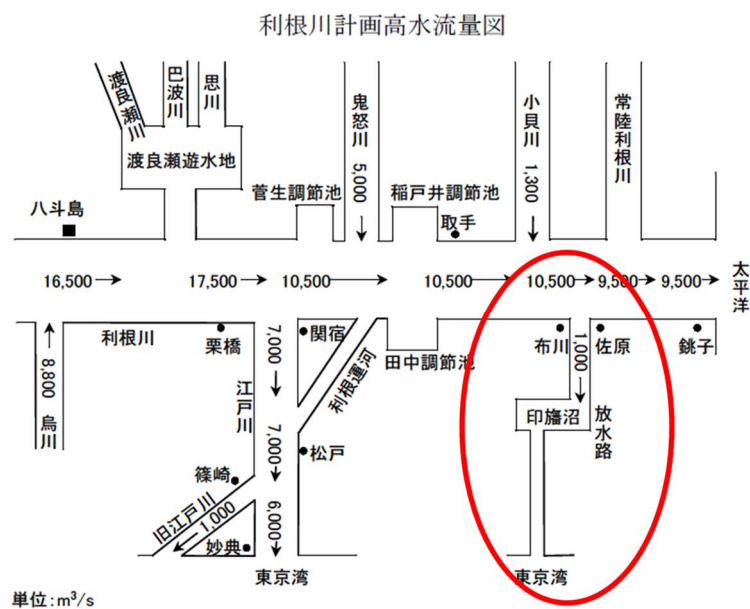 利根川計画高水流量図
渡良瀬川
巴波川
思川
鬼怒川
5,000
小貝川
1,300
常陸利根川
渡良瀬遊水地
菅生調節池
稲戸井調節池
八斗島
取手
16,500
17,500
10,500
10,500
10,500
9,500
9,500
太平洋
利根川
栗橋
7,000
関宿
利根運河
田中調節池
布川
1,000
佐原
銚子
8,800
烏川
江戸川
印旛沼
放水路
7,000
松戸
篠崎
旧江戸川
1,000
6,000
妙典
東京湾
東京湾
単位:m³/s